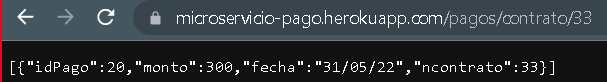 microservicio-pago.herokuapp.com/pagos/contrato/33
[{"idPago":20,"monto":300,"fecha":"31/05/22","ncontrato":33}]